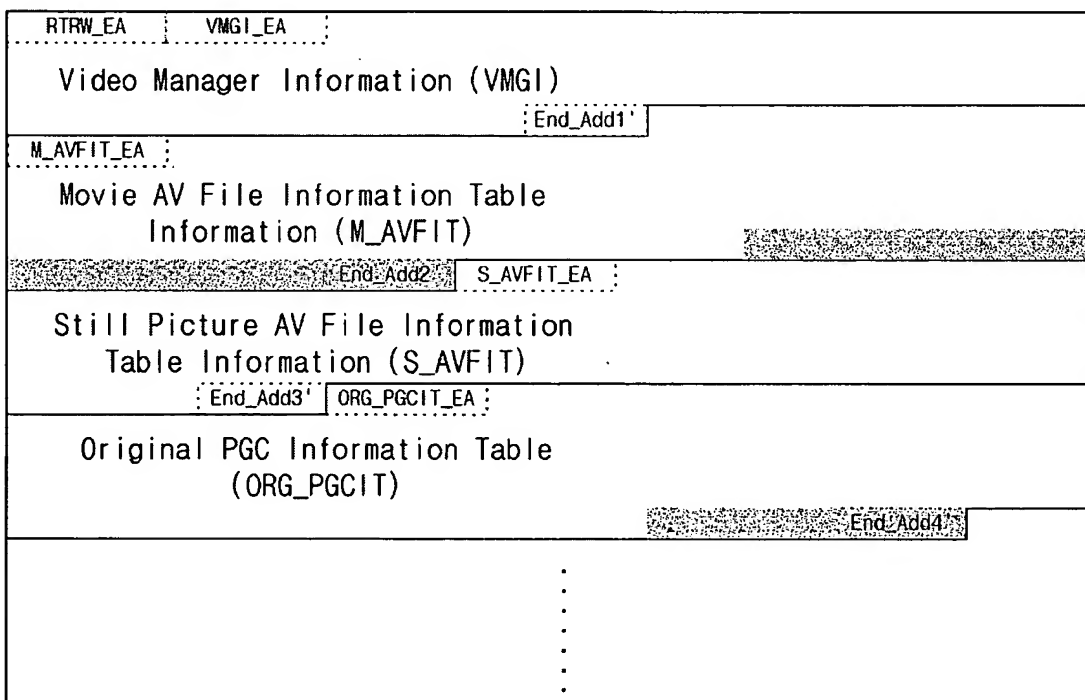 RTRW_EA VMGI_EA
Video Manager Information (VMGI)
End_Add1'
M_AVFIT_EA
Movie AV File Information Table
Information (M_AVFIT)
End_Add2 S_AVFIT_EA
Still Picture AV File Information
Table Information (S_AVFIT)
End_Add3' ORG_PGCIT_EA
Original PGC Information Table
(ORG_PGCIT)
End_Add4'